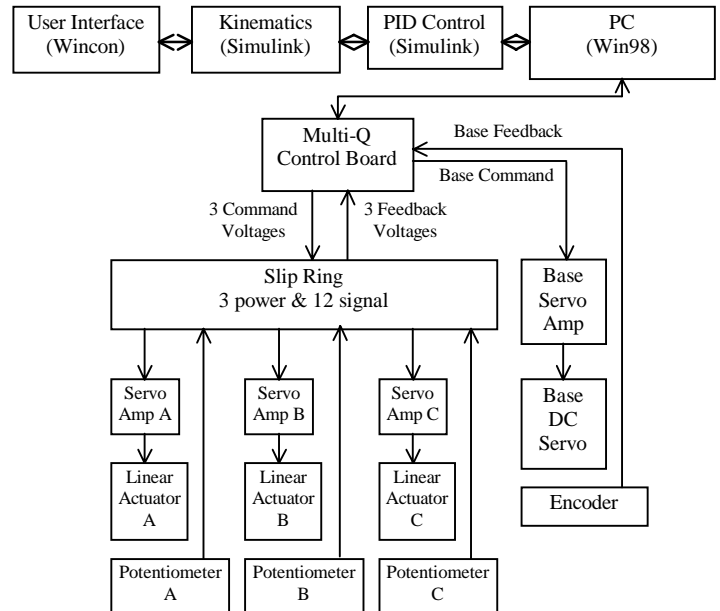 User Interface
(Wincon)
Kinematics
(Simulink)
PID Control
(Simulink)
PC
(Win98)
Multi-Q
Control Board
Base Feedback
Base Command
3 Command
Voltages
3 Feedback
Voltages
Slip Ring
3 power & 12 signal
Base
Servo
Amp
Servo
Amp A
Servo
Amp B
Servo
Amp C
Base
DC
Servo
Linear
Actuator
A
Linear
Actuator
B
Linear
Actuator
C
Encoder
Potentiometer
A
Potentiometer
B
Potentiometer
C